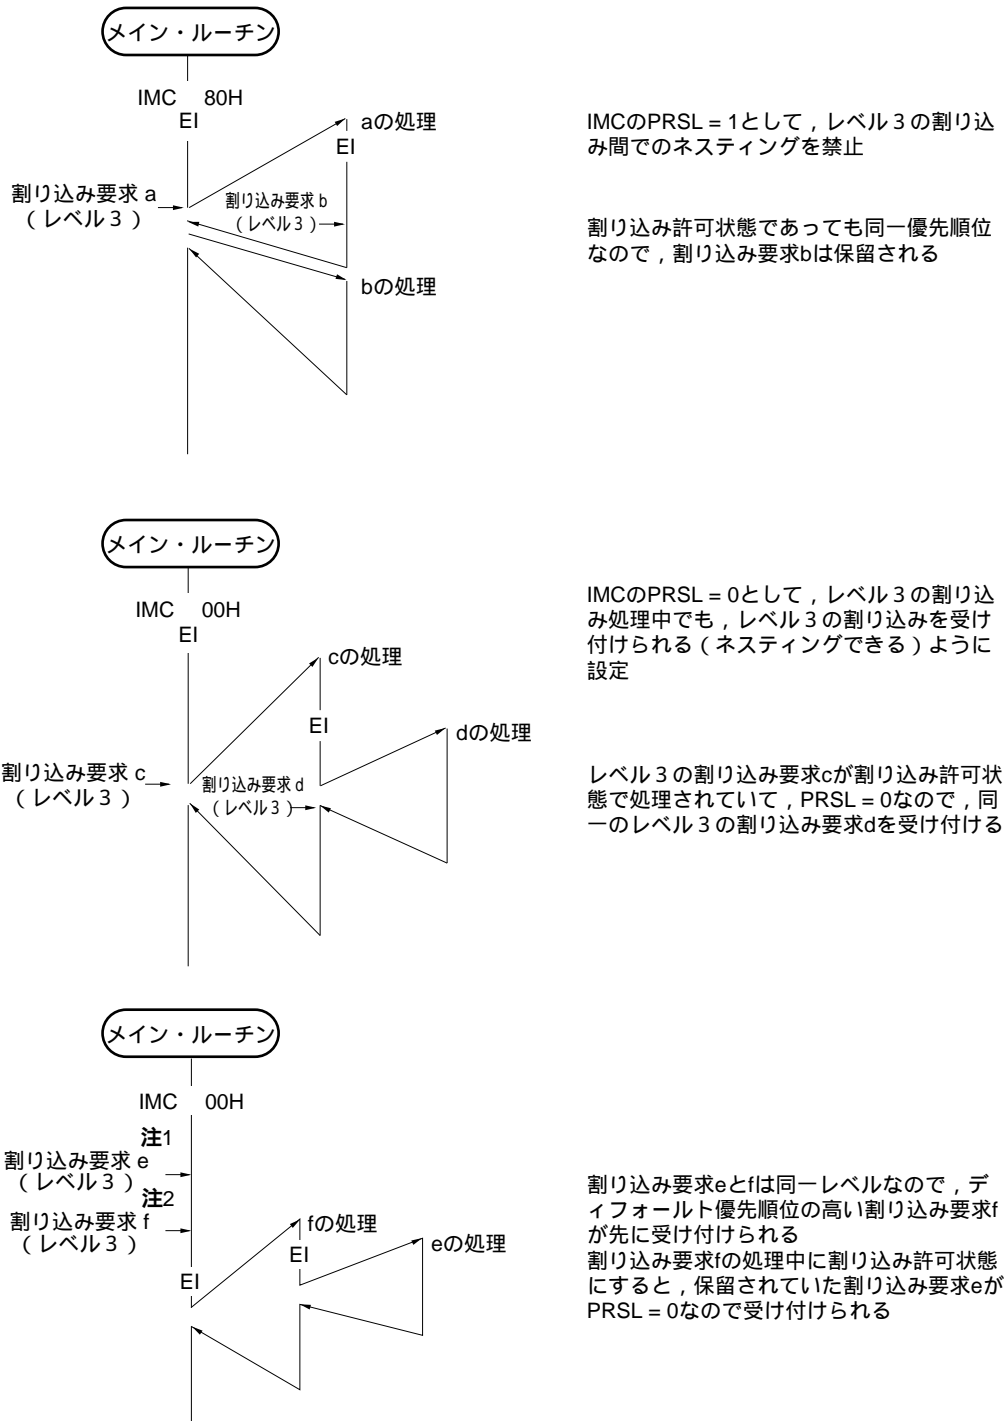 メイン・ルーチン
IMC 80H
EI
aの処理
EI
割り込み要求 a
（レベル３）
割り込み要求 b
（レベル３）
bの処理
IMCのPRSL = 1として，レベル３の割り込
み間でのネスティングを禁止
割り込み許可状態であっても同一優先順位
なので，割り込み要求bは保留される
メイン・ルーチン
IMC 00H
EI
cの処理
EI
dの処理
割り込み要求 c
（レベル３）
割り込み要求 d
（レベル３）
IMCのPRSL = 0として，レベル３の割り込
み処理中でも，レベル３の割り込みを受け
付けられる（ネスティングできる）ように
設定
レベル３の割り込み要求cが割り込み許可状
態で処理されていて，PRSL = 0なので，同
一のレベル３の割り込み要求dを受け付ける
メイン・ルーチン
IMC 00H
注1
割り込み要求 e
（レベル３）
注2
割り込み要求 f
（レベル３）
EI
fの処理
EI
eの処理
割り込み要求eとfは同一レベルなので，デ
ィフォールト優先順位の高い割り込み要求f
が先に受け付けられる
割り込み要求fの処理中に割り込み許可状態
にすると，保留されていた割り込み要求eが
PRSL = 0なので受け付けられる